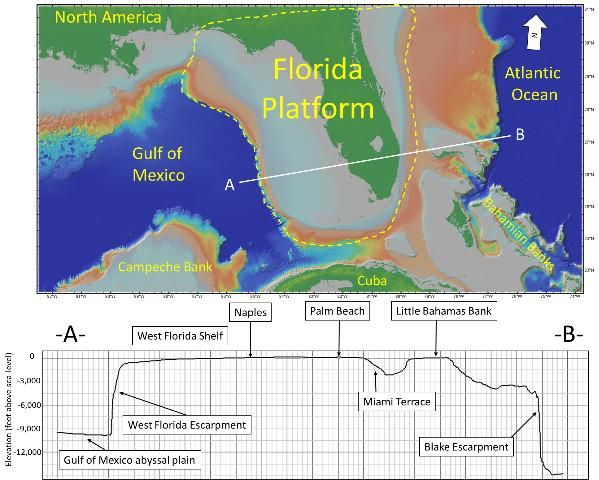 North America
N
Florida
Platform
Atlantic
Ocean
B
Gulf of
Mexico
A
Bahamian Banks
Campeche Bank
Cuba
Naples
Palm Beach
Little Bahamas Bank
-A-
West Florida Shelf
-B-
0
-3,000
-6,000
-9,000
-12,000
Elevation (feet above sea level)
Miami Terrace
West Florida Escarpment
Blake Escarpment
Gulf of Mexico abyssal plain